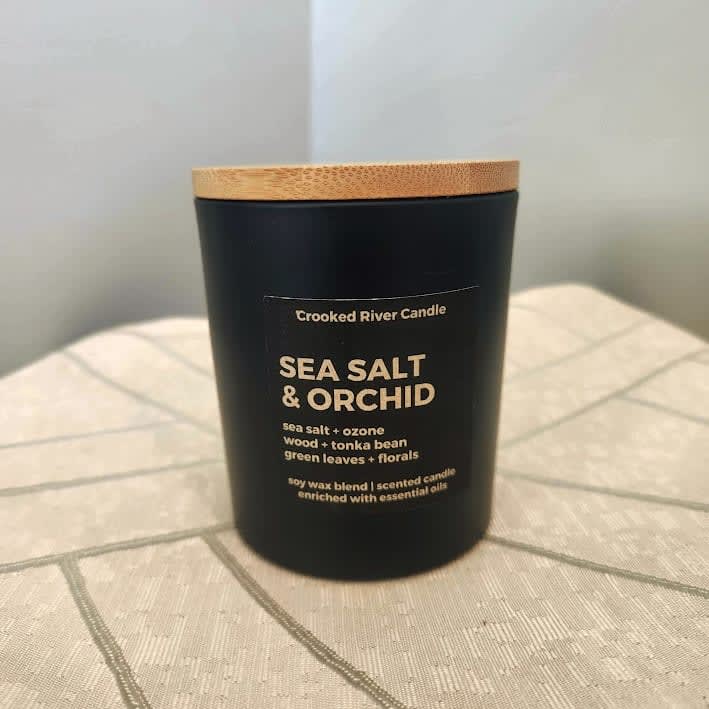 Crooked River Candle
SEA SALT
& ORCHID
sea salt + ozone
wood + tonka bean
green leaves + florals
soy wax blend | scented candle
enriched with essential oils